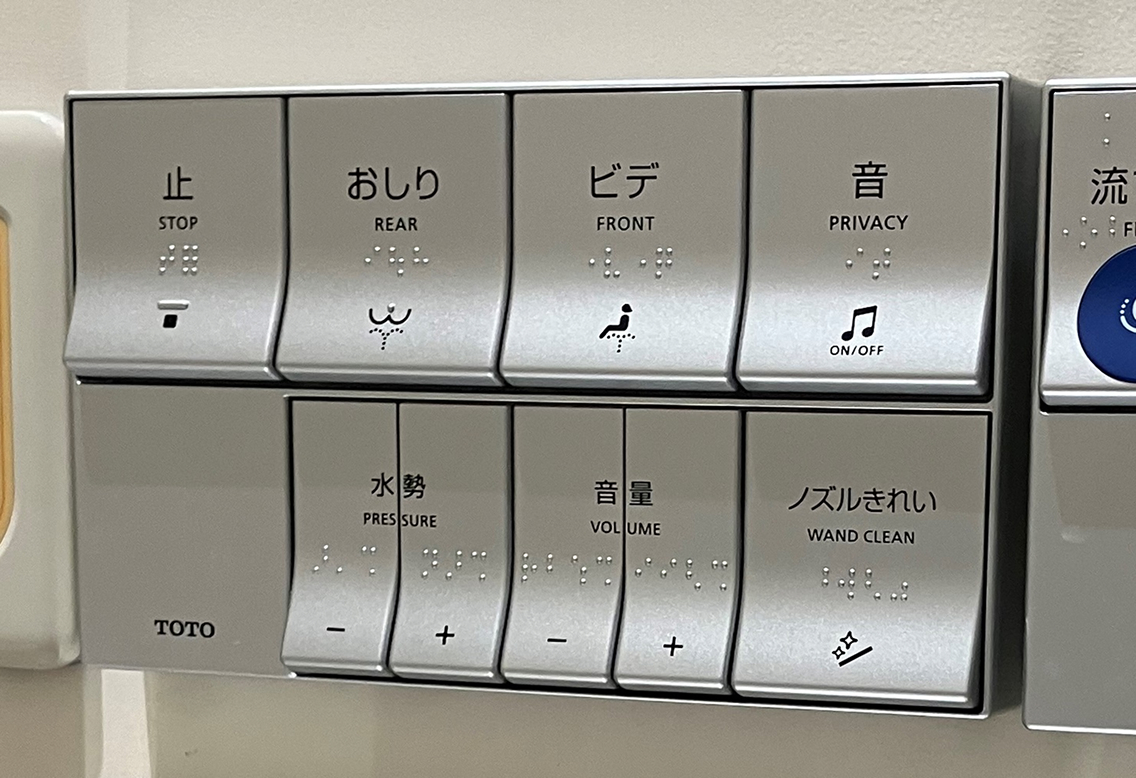 止
STOP
おしり
REAR
ビデ
FRONT
音
PRIVACY
ON/OFF
流
水勢
PRESSURE
− +
音量
VOLUME
− +
ノズルきれい
WAND CLEAN
TOTO